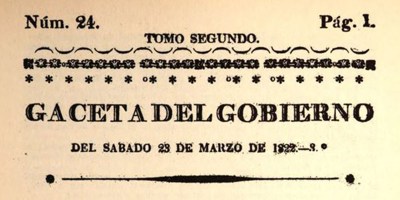 Núm. 24. Pág. 1.
TOMO SEGUNDO.
GACETA DEL GOBIERNO
DEL SABADO 23 DE MARZO DE 1822.—3.º